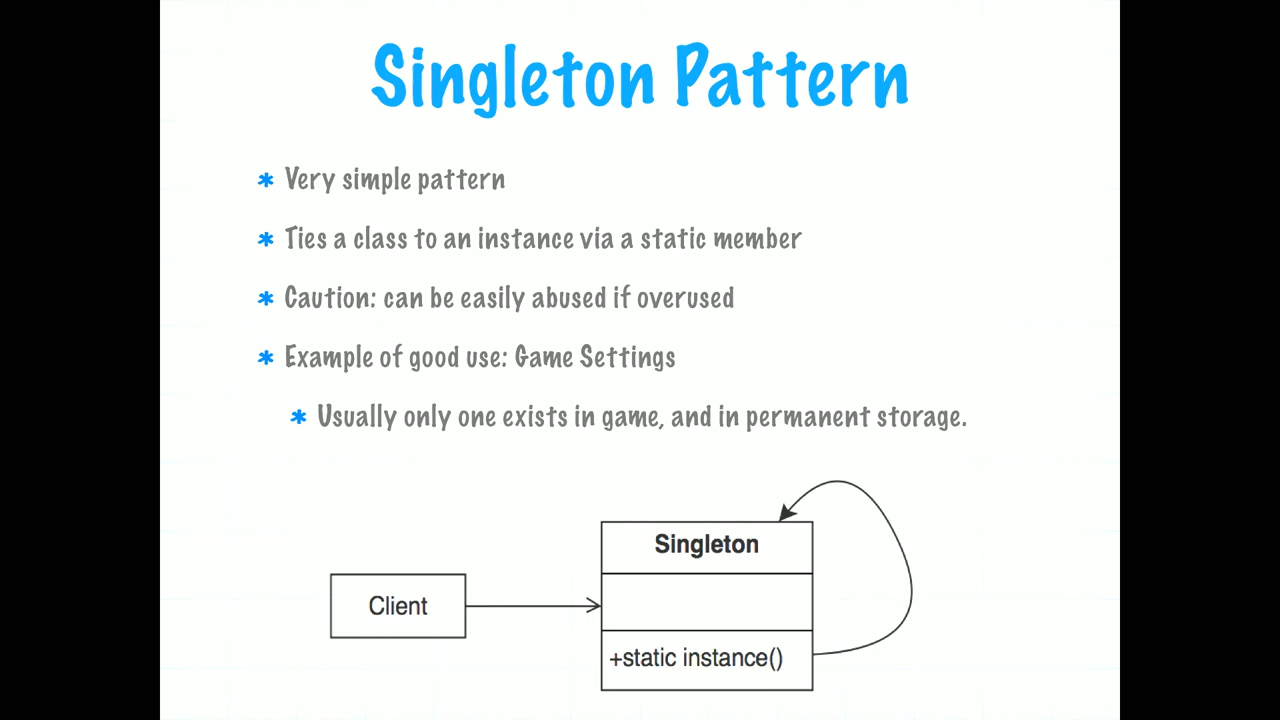 Singleton Pattern
* Very simple pattern
* Ties a class to an instance via a static member
* Caution: can be easily abused if overused
* Example of good use: Game Settings
* Usually only one exists in game, and in permanent storage.
Singleton
Client
+static instance()